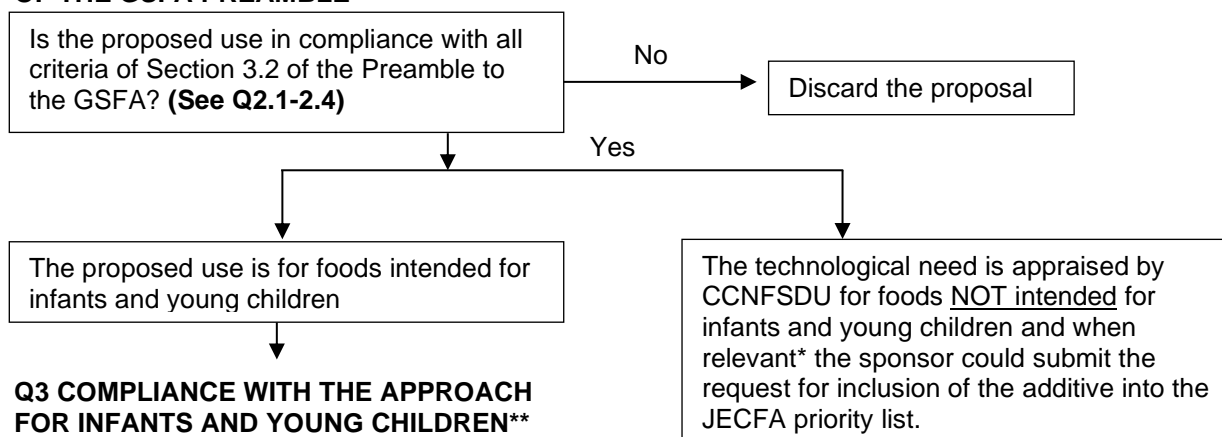 OF THE GSFA PREAMBLE
Is the proposed use in compliance with all
criteria of Section 3.2 of the Preamble to
the GSFA? (See Q2.1-2.4)
No
Discard the proposal
Yes
The proposed use is for foods intended for
infants and young children
The technological need is appraised by
CCNFSDU for foods NOT intended for
infants and young children and when
relevant* the sponsor could submit the
request for inclusion of the additive into the
JECFA priority list.
Q3 COMPLIANCE WITH THE APPROACH
FOR INFANTS AND YOUNG CHILDREN**